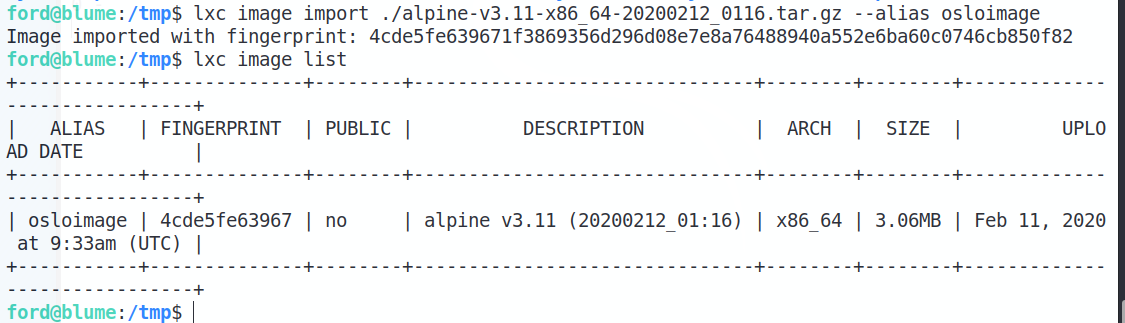 ford@blume:/tmp$ lxc image import ./alpine-v3.11-x86_64-20200212_0116.tar.gz --alias osloimage
Image imported with fingerprint: 4cde5fe639671f3869356d296d08e7e8a76488940a552e6ba60c0746cb850f82
ford@blume:/tmp$ lxc image list
+-----------+--------------+--------+-------------------------------+--------+--------+-------------
-----------------+
|   ALIAS   | FINGERPRINT  | PUBLIC |          DESCRIPTION          |  ARCH  |  SIZE  |         UPLO
AD DATE          |
+-----------+--------------+--------+-------------------------------+--------+--------+-------------
-----------------+
| osloimage | 4cde5fe63967 | no     | alpine v3.11 (20200212_01:16) | x86_64 | 3.06MB | Feb 11, 2020
 at 9:33am (UTC) |
+-----------+--------------+--------+-------------------------------+--------+--------+-------------
-----------------+
ford@blume:/tmp$